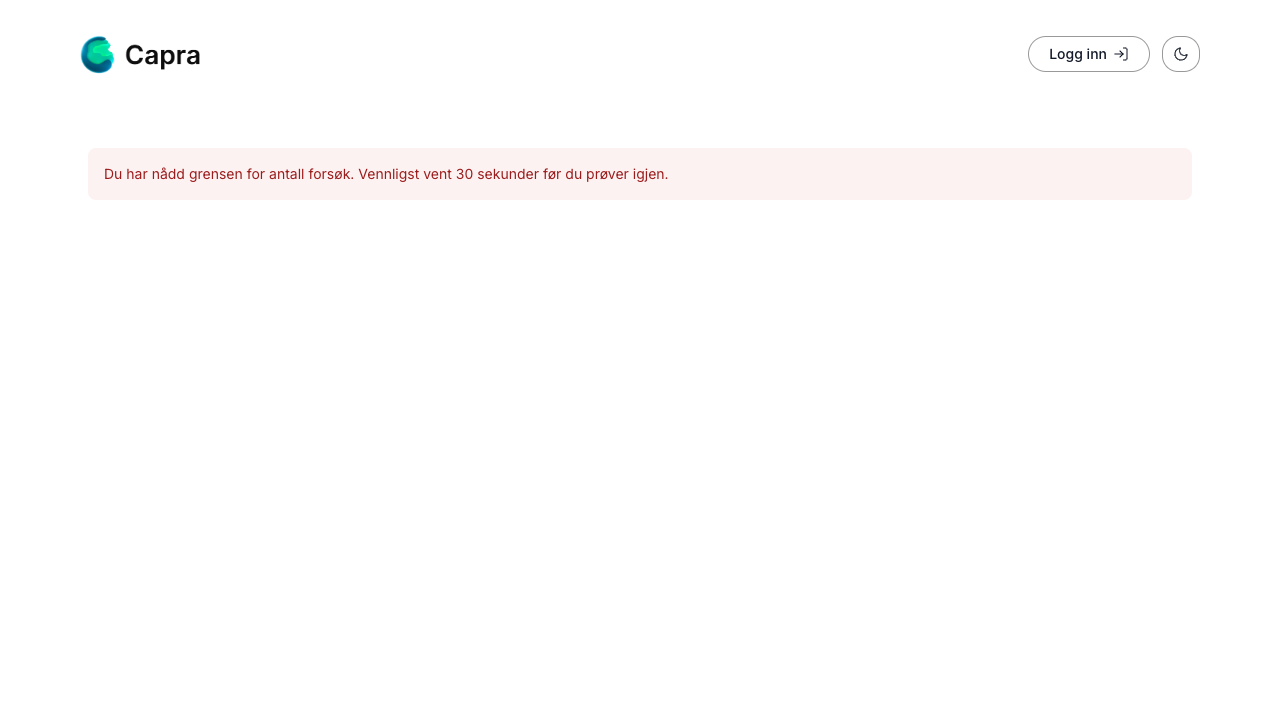 Capra
Logg inn
Du har nådd grensen for antall forsøk. Vennligst vent 30 sekunder før du prøver igjen.